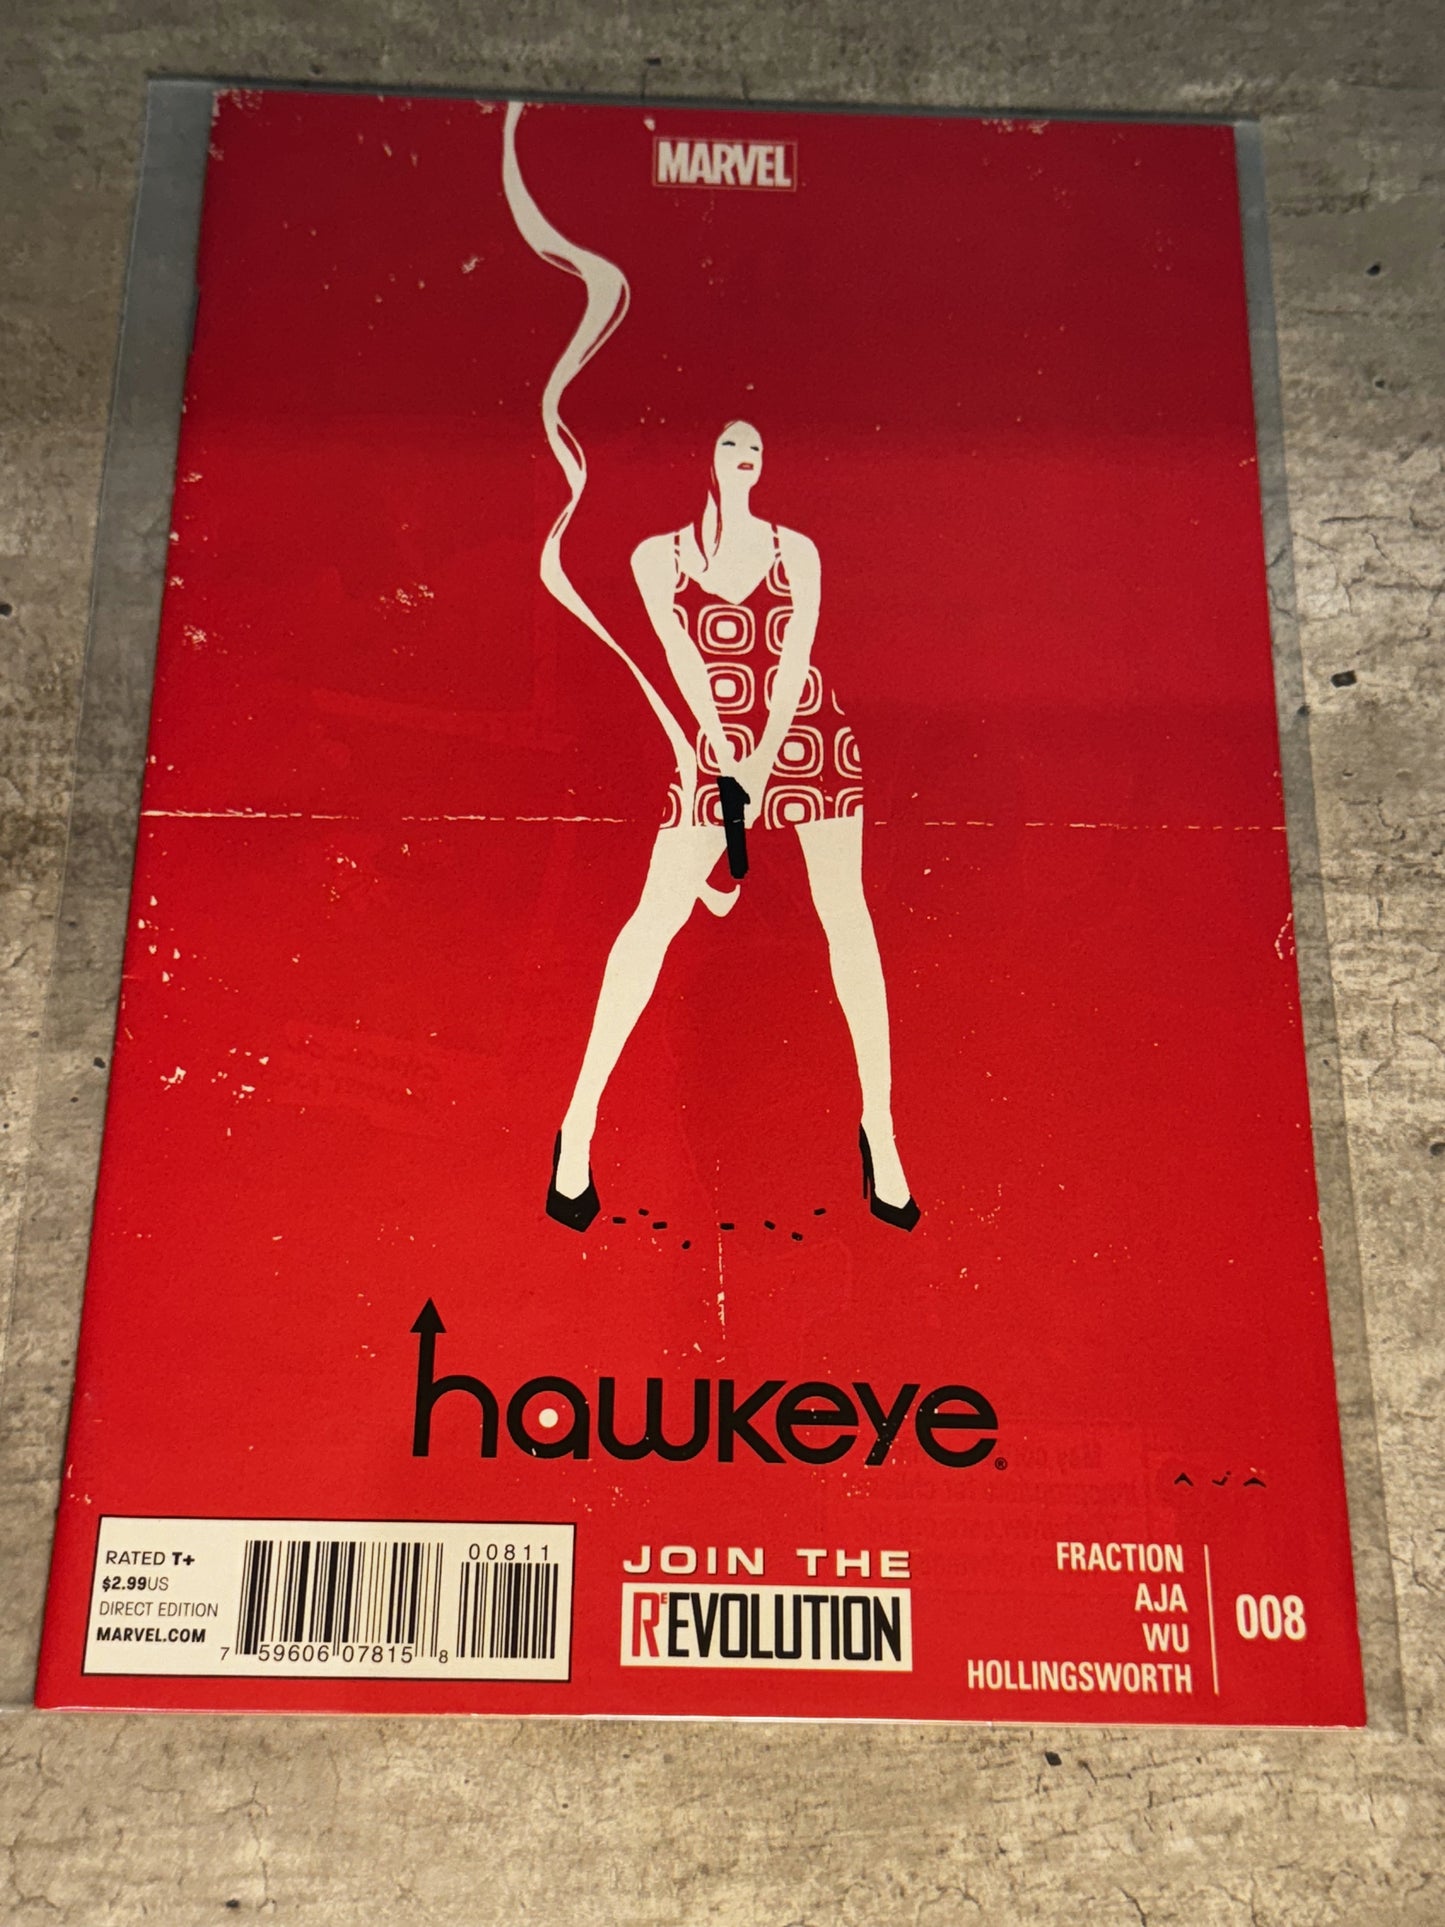 MARVEL
hawkeye®
AJA
RATED T+
$2.99US
DIRECT EDITION
MARVEL.COM
00811
7 59606 07815 8
JOIN THE
REVOLUTION
FRACTION
AJA
WU
HOLLINGSWORTH
008